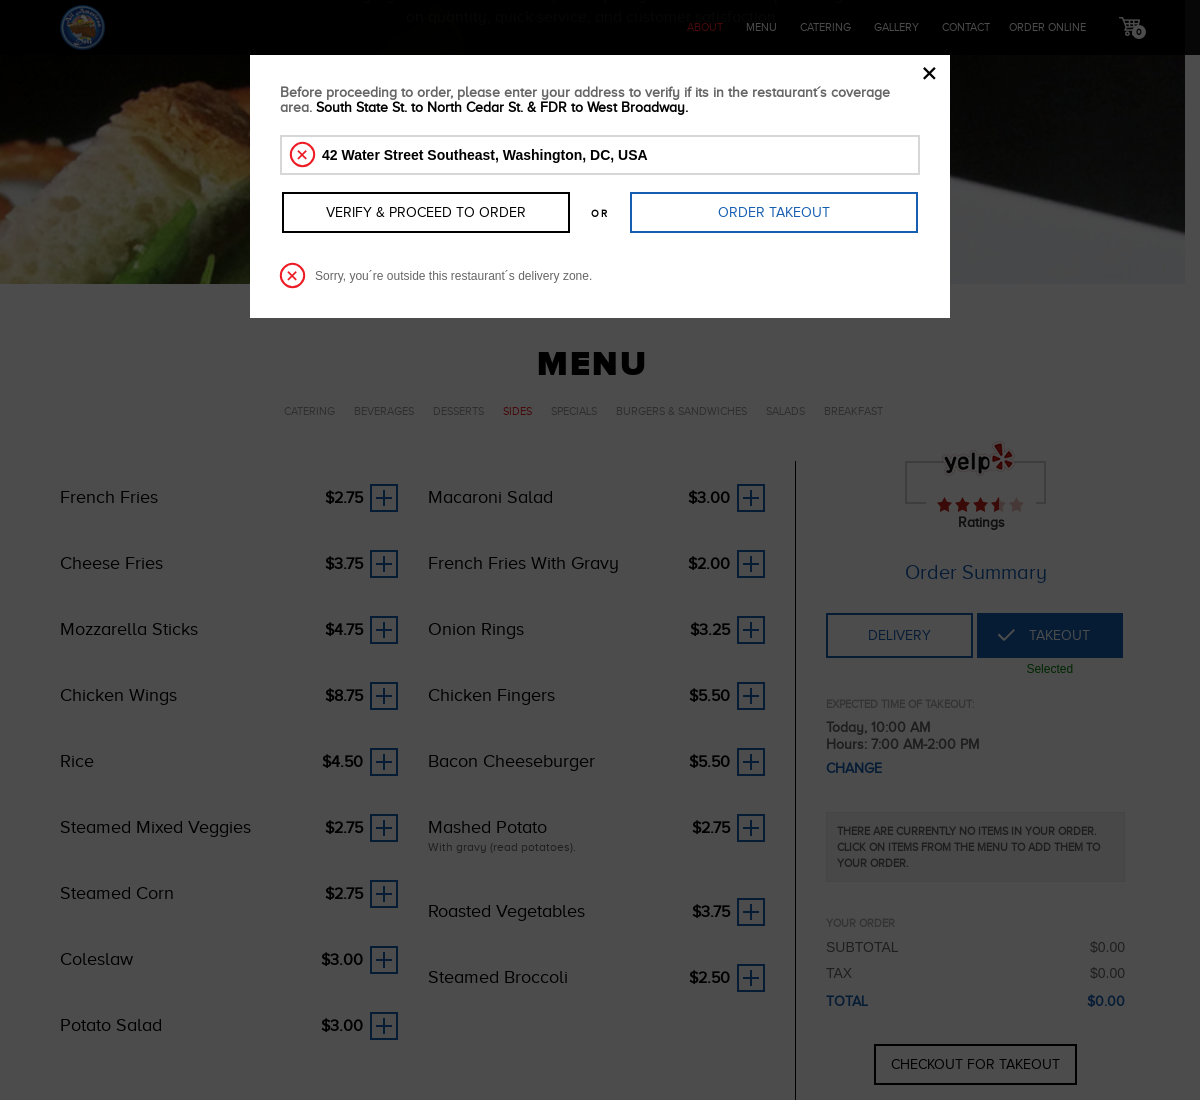 on quantity, quick service, and customer satisfaction.
ABOUT MENU CATERING GALLERY CONTACT ORDER ONLINE 0
Before proceeding to order, please enter your address to verify if its in the restaurant´s coverage
area. South State St. to North Cedar St. & FDR to West Broadway.
42 Water Street Southeast, Washington, DC, USA
VERIFY & PROCEED TO ORDER OR ORDER TAKEOUT
Sorry, you´re outside this restaurant´s delivery zone.
MENU
CATERING BEVERAGES DESSERTS SIDES SPECIALS BURGERS & SANDWICHES SALADS BREAKFAST
French Fries $2.75
Cheese Fries $3.75
Mozzarella Sticks $4.75
Chicken Wings $8.75
Rice $4.50
Steamed Mixed Veggies $2.75
Steamed Corn $2.75
Coleslaw $3.00
Potato Salad $3.00
Macaroni Salad $3.00
French Fries With Gravy $2.00
Onion Rings $3.25
Chicken Fingers $5.50
Bacon Cheeseburger $5.50
Mashed Potato $2.75
With gravy (read potatoes).
Roasted Vegetables $3.75
Steamed Broccoli $2.50
yelp
Ratings
Order Summary
DELIVERY TAKEOUT
Selected
EXPECTED TIME OF TAKEOUT:
Today, 10:00 AM
Hours: 7:00 AM-2:00 PM
CHANGE
THERE ARE CURRENTLY NO ITEMS IN YOUR ORDER.
CLICK ON ITEMS FROM THE MENU TO ADD THEM TO
YOUR ORDER.
YOUR ORDER
SUBTOTAL $0.00
TAX $0.00
TOTAL $0.00
CHECKOUT FOR TAKEOUT